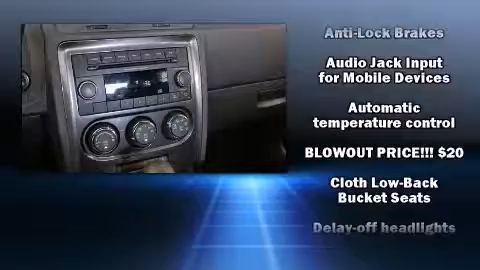 Anti-Lock Brakes
Audio Jack Input
for Mobile Devices
Automatic
temperature control
BLOWOUT PRICE!!! $20
Cloth Low-Back
Bucket Seats
Delay-off headlights